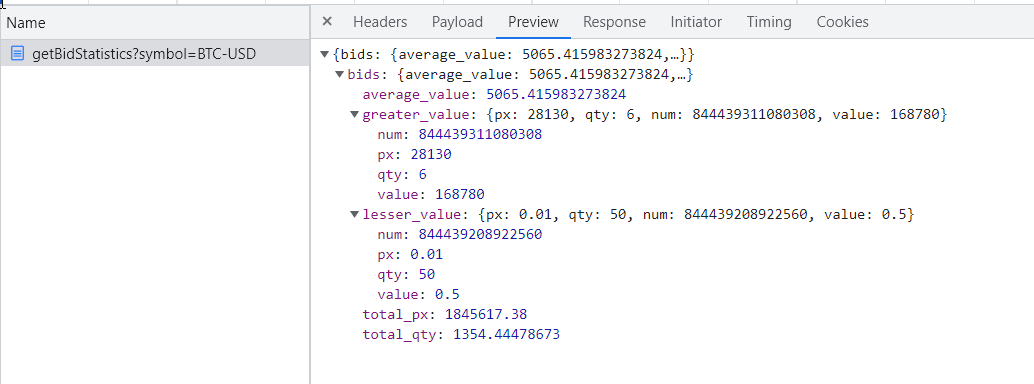 Name
getBidStatistics?symbol=BTC-USD
× Headers Payload Preview Response Initiator Timing Cookies
▼{bids: {average_value: 5065.415983273824,…}}
▼bids: {average_value: 5065.415983273824,…}
average_value: 5065.415983273824
▼greater_value: {px: 28130, qty: 6, num: 844439311080308, value: 168780}
num: 844439311080308
px: 28130
qty: 6
value: 168780
▼lesser_value: {px: 0.01, qty: 50, num: 844439208922560, value: 0.5}
num: 844439208922560
px: 0.01
qty: 50
value: 0.5
total_px: 1845617.38
total_qty: 1354.44478673